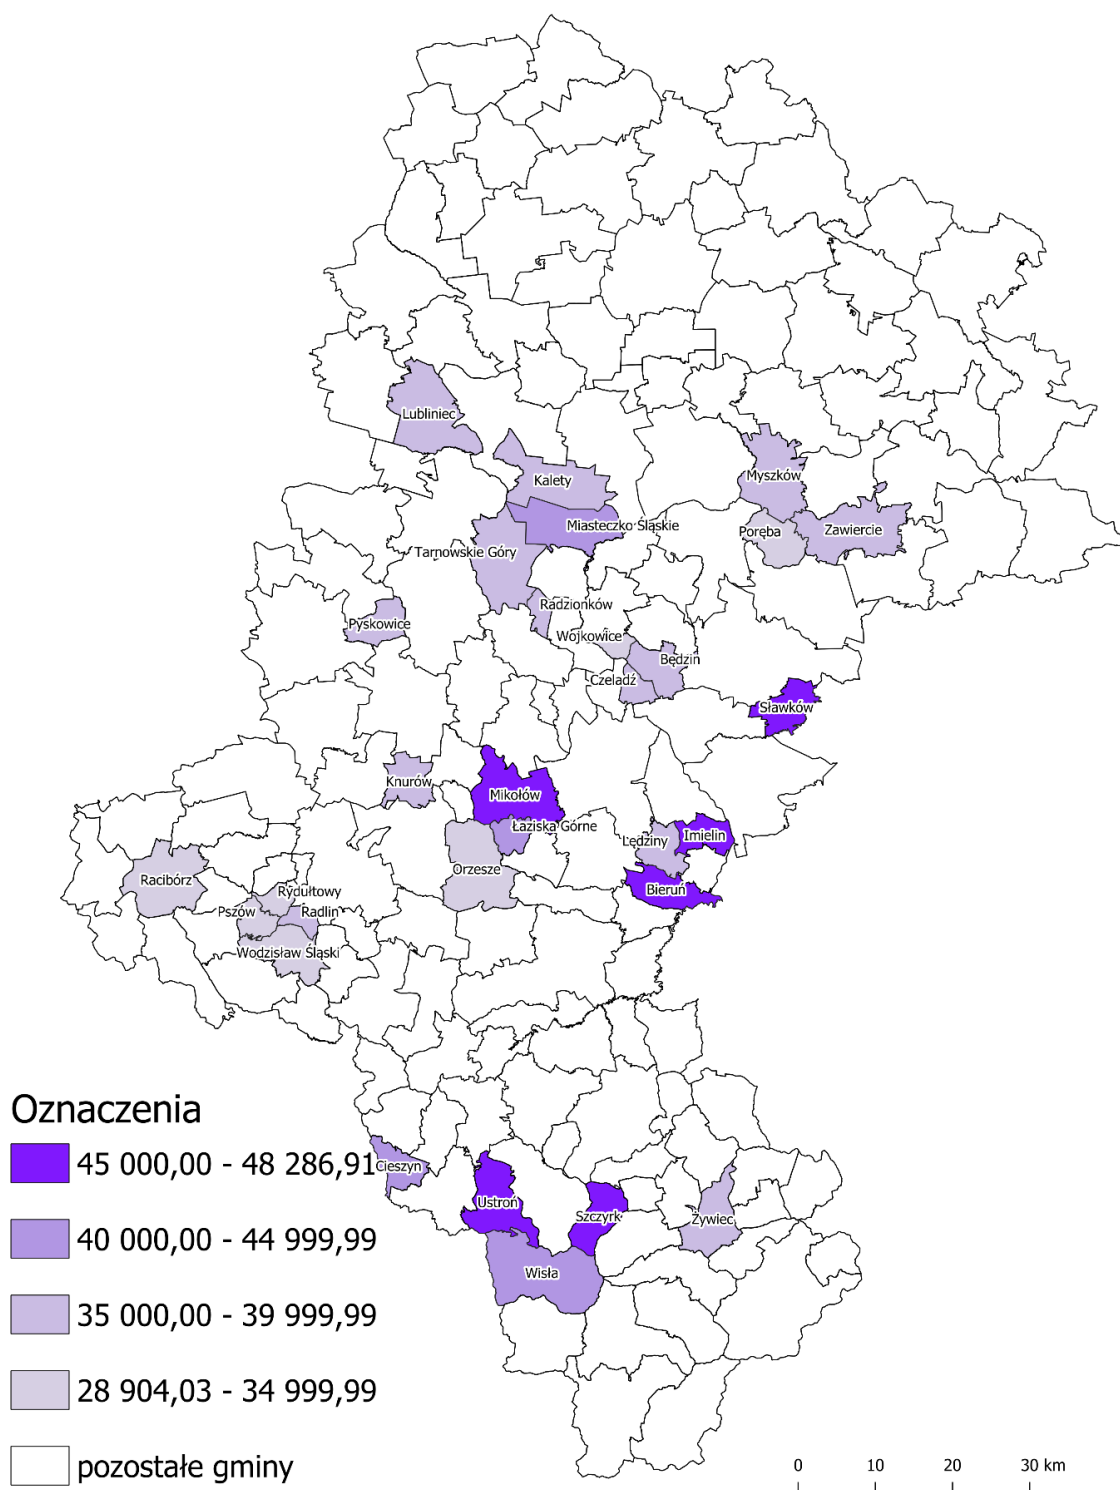 Lubliniec
Kalety
Myszków
Miasteczko Śląskie
Poręba
Zawiercie
Tarnowskie Góry
Radzionków
Pyskowice
Wojkowice
Będzin
Czeladź
Sławków
Knurów
Mikołów
Łaziska Górne
Lędziny
Imielin
Orzesze
Racibórz
Bieruń
Rydułtowy
Pszów
Radlin
Wodzisław Śląski
Oznaczenia
45 000,00 - 48 286,91
Cieszyn
Ustroń
Szczyrk
Żywiec
40 000,00 - 44 999,99
Wisła
35 000,00 - 39 999,99
28 904,03 - 34 999,99
pozostałe gminy
0 10 20 30 km